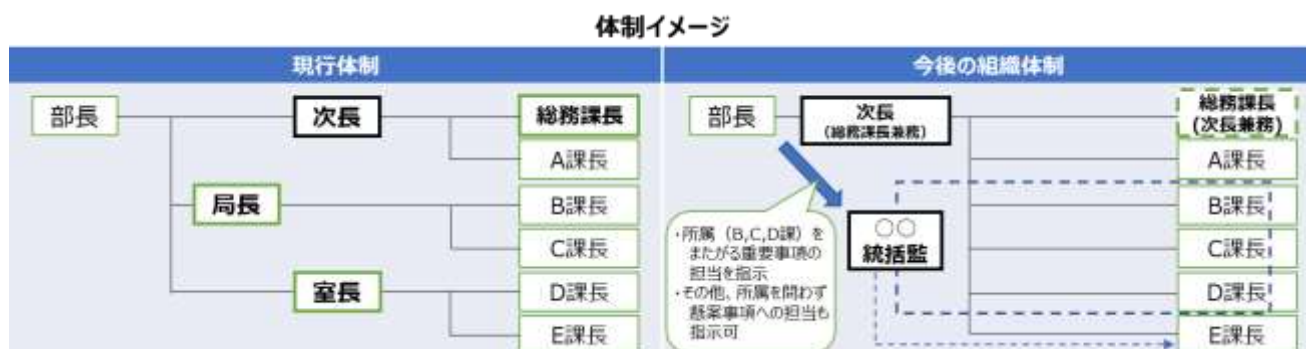 体制イメージ
現行体制
部長
次長
総務課長
A課長
局長
B課長
C課長
室長
D課長
E課長
今後の組織体制
部長
次長
(総務課長兼務)
総務課長
(次長兼務)
A課長
B課長
C課長
D課長
E課長
○○
統括監
・所属（B,C,D課）を
またがる重要事項の
担当を指示
・その他、所属を問わず
懸案事項への担当も
指示可